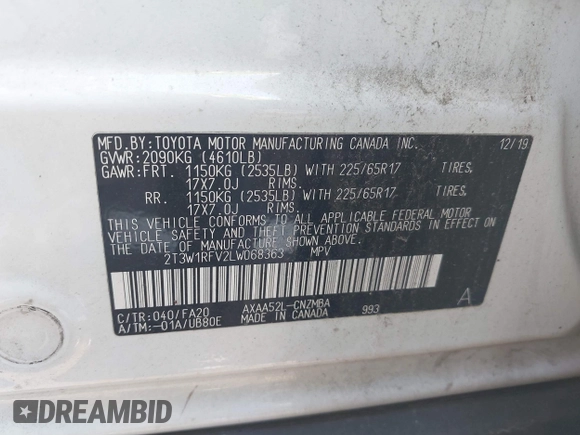 MFD.BY:TOYOTA MOTOR MANUFACTURING CANADA INC. 12/19
GVWR:2090KG (4610LB)
GAWR:FRT. 1150KG (2535LB) WITH 225/65R17 TIRES.
17X7.0J RIMS.
RR. 1150KG (2535LB) WITH 225/65R17 TIRES.
17X7.0J RIMS.
THIS VEHICLE CONFORMS TO ALL APPLICABLE FEDERAL MOTOR
VEHICLE SAFETY AND THEFT PREVENTION STANDARDS IN EFFECT ON
THE DATE OF MANUFACTURE SHOWN ABOVE.
2T3W1RFV2LW068363 MPV
C/TR:040/FA20 AXAA52L-CNZMBA 993 A
A/TM:-01A/UB80E MADE IN CANADA
DREAMBID